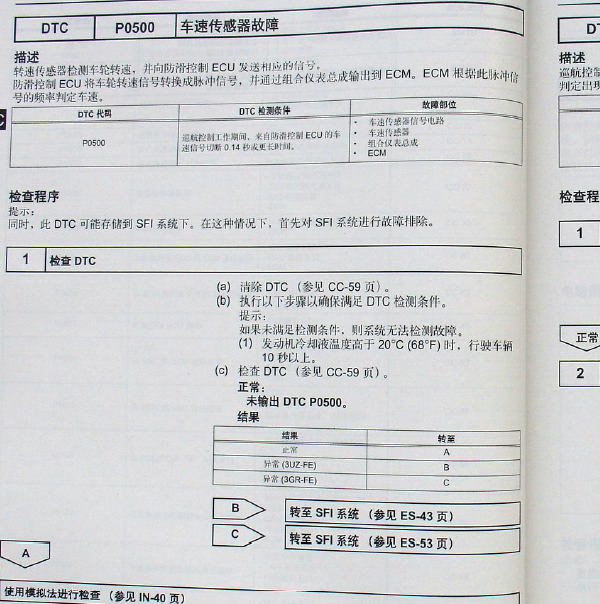 DTC P0500 车速传感器故障
描述
转速传感器检测车轮转速，并向防滑控制 ECU 发送相应的信号。
防滑控制 ECU 将车轮转速信号转换成脉冲信号，并通过组合仪表总成输出到 ECM。ECM 根据此脉冲信
号的频率判定车速。
DTC 代码 DTC 检测条件 故障部位
P0500 巡航控制工作期间、来自防滑控制 ECU 的车
速信号切断 0.14 秒或更长时间。
• 车速传感器信号电路
• 车速传感器
• 组合仪表总成
• ECM
检查程序
提示：
同时，此 DTC 可能存储到 SFI 系统下。在这种情况下，首先对 SFI 系统进行故障排除。
1 检查 DTC
(a) 清除 DTC（参见 CC-59 页）。
(b) 执行以下步骤以确保满足 DTC 检测条件。
提示：
如果未满足检测条件，则系统无法检测故障。
(1) 发动机冷却液温度高于 20°C (68°F) 时，行驶车辆
10 秒以上。
(c) 检查 DTC（参见 CC-59 页）。
正常：
未输出 DTC P0500。
结果
结果 转至
正常 A
异常 (3UZ-FE) B
异常 (3GR-FE) C
B 转至 SFI 系统（参见 ES-43 页）
C 转至 SFI 系统（参见 ES-53 页）
A
使用模拟法进行检查（参见 IN-40 页）
描述
巡航控
判定出现
检查程
1
正常
2